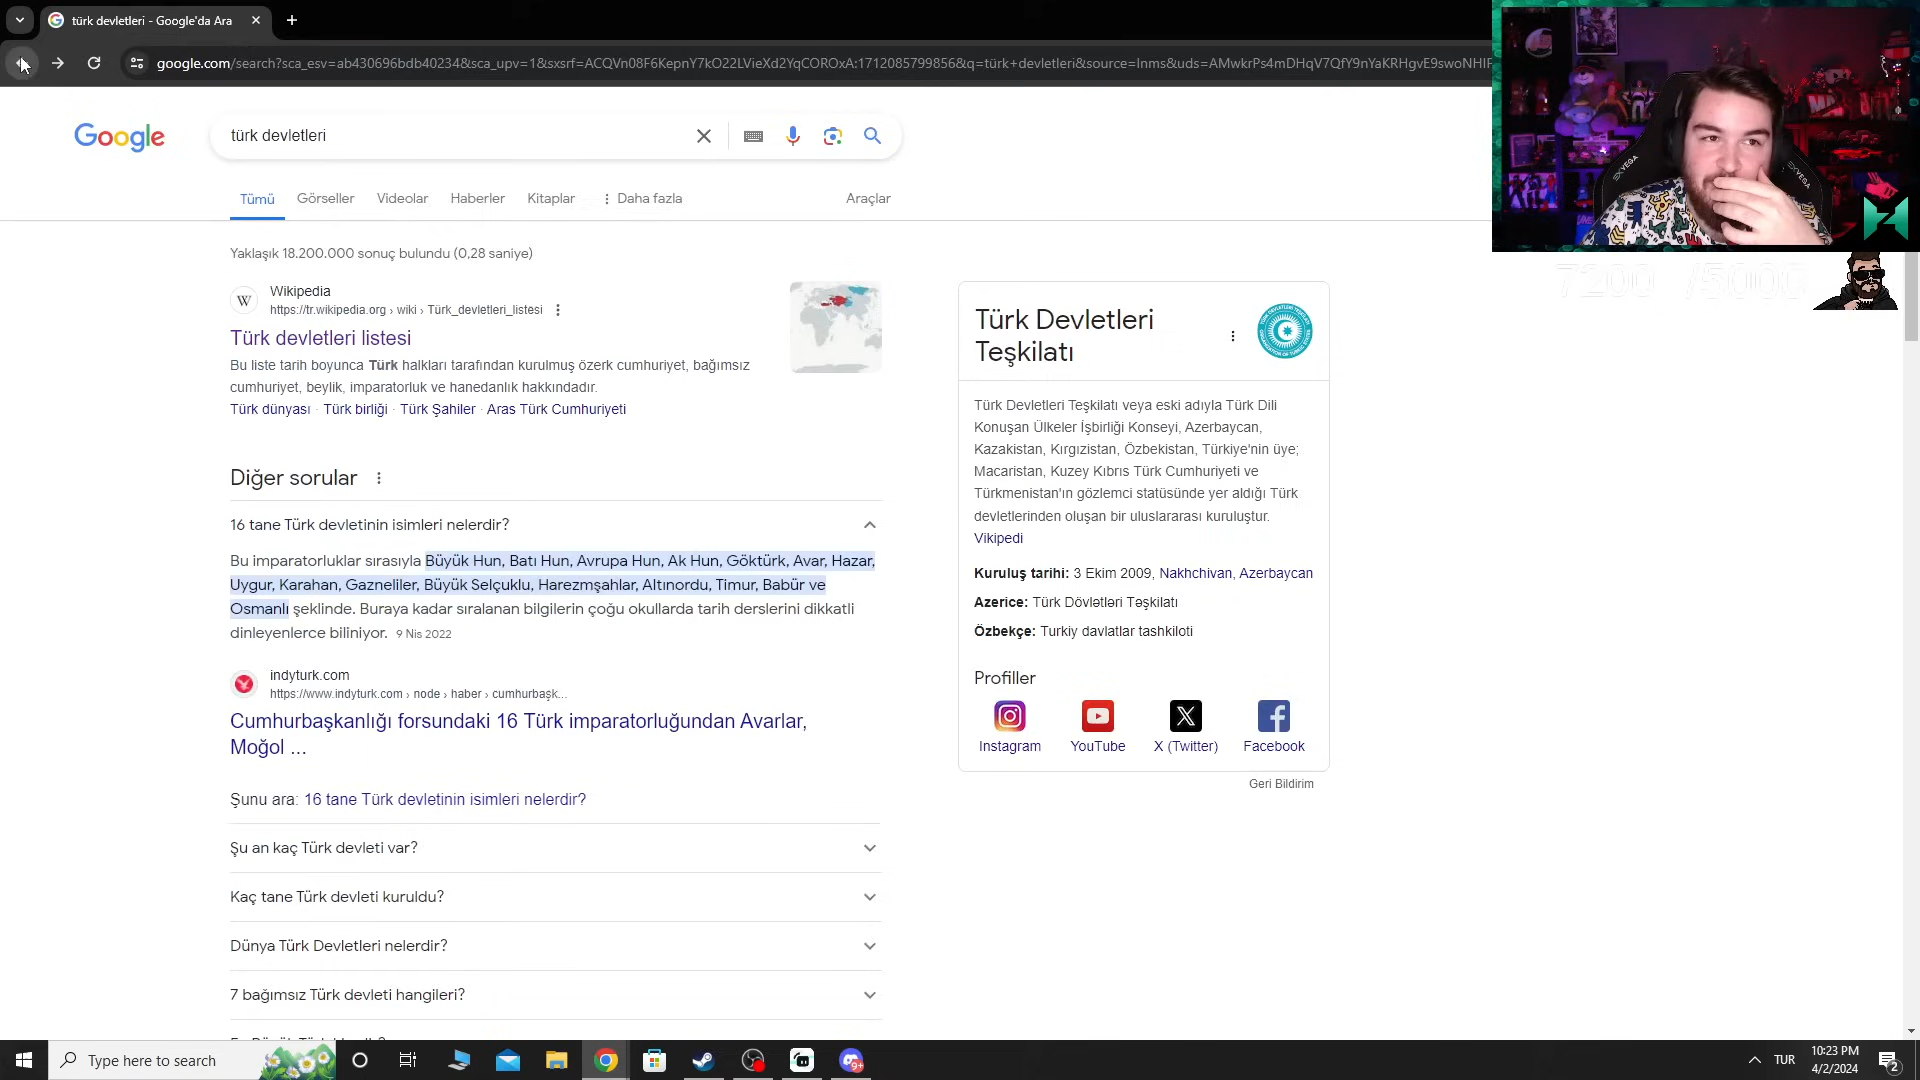 türk devletleri - Google'da Ara
google.com/search?sca_esv=ab430696bdb40234&sca_upv=1&sxsrf=ACQVn08F6KepnY7kO22LVieXd2YqCOROxA:1712085799856&q=türk+devletleri&source=lnms&uds=AMwkrPs4mDHqV7QfY9nYaKRHgvE9swoNHIF
Google
türk devletleri
Tümü Görseller Videolar Haberler Kitaplar Daha fazla Araçlar
Yaklaşık 18.200.000 sonuç bulundu (0,28 saniye)
Wikipedia
https://tr.wikipedia.org › wiki › Türk_devletleri_listesi
Türk devletleri listesi
Bu liste tarih boyunca Türk halkları tarafından kurulmuş özerk cumhuriyet, bağımsız
cumhuriyet, beylik, imparatorluk ve hanedanlık hakkındadır.
Türk dünyası · Türk birliği · Türk Şahiler · Aras Türk Cumhuriyeti
Diğer sorular
16 tane Türk devletinin isimleri nelerdir?
Bu imparatorluklar sırasıyla Büyük Hun, Batı Hun, Avrupa Hun, Ak Hun, Göktürk, Avar, Hazar,
Uygur, Karahan, Gazneliler, Büyük Selçuklu, Harezmşahlar, Altınordu, Timur, Babür ve
Osmanlı şeklinde. Buraya kadar sıralanan bilgilerin çoğu okullarda tarih derslerini dikkatli
dinleyenlerce biliniyor. 9 Nis 2022
indyturk.com
https://www.indyturk.com › node › haber › cumhurbaşk...
Cumhurbaşkanlığı forsundaki 16 Türk imparatorluğundan Avarlar,
Moğol ...
Şunu ara: 16 tane Türk devletinin isimleri nelerdir?
Şu an kaç Türk devleti var?
Kaç tane Türk devleti kuruldu?
Dünya Türk Devletleri nelerdir?
7 bağımsız Türk devleti hangileri?
Türk Devletleri
Teşkilatı
Türk Devletleri Teşkilatı veya eski adıyla Türk Dili
Konuşan Ülkeler İşbirliği Konseyi, Azerbaycan,
Kazakistan, Kırgızistan, Özbekistan, Türkiye'nin üye;
Macaristan, Kuzey Kıbrıs Türk Cumhuriyeti ve
Türkmenistan'ın gözlemci statüsünde yer aldığı Türk
devletlerinden oluşan bir uluslararası kuruluştur.
Vikipedi
Kuruluş tarihi: 3 Ekim 2009, Nakhchivan, Azerbaycan
Azerice: Türk Dövlətləri Təşkilatı
Özbekçe: Turkiy davlatlar tashkiloti
Profiller
Instagram YouTube X (Twitter) Facebook
Geri Bildirim
7200 /5000
Type here to search
TUR
10:23 PM
4/2/2024
2